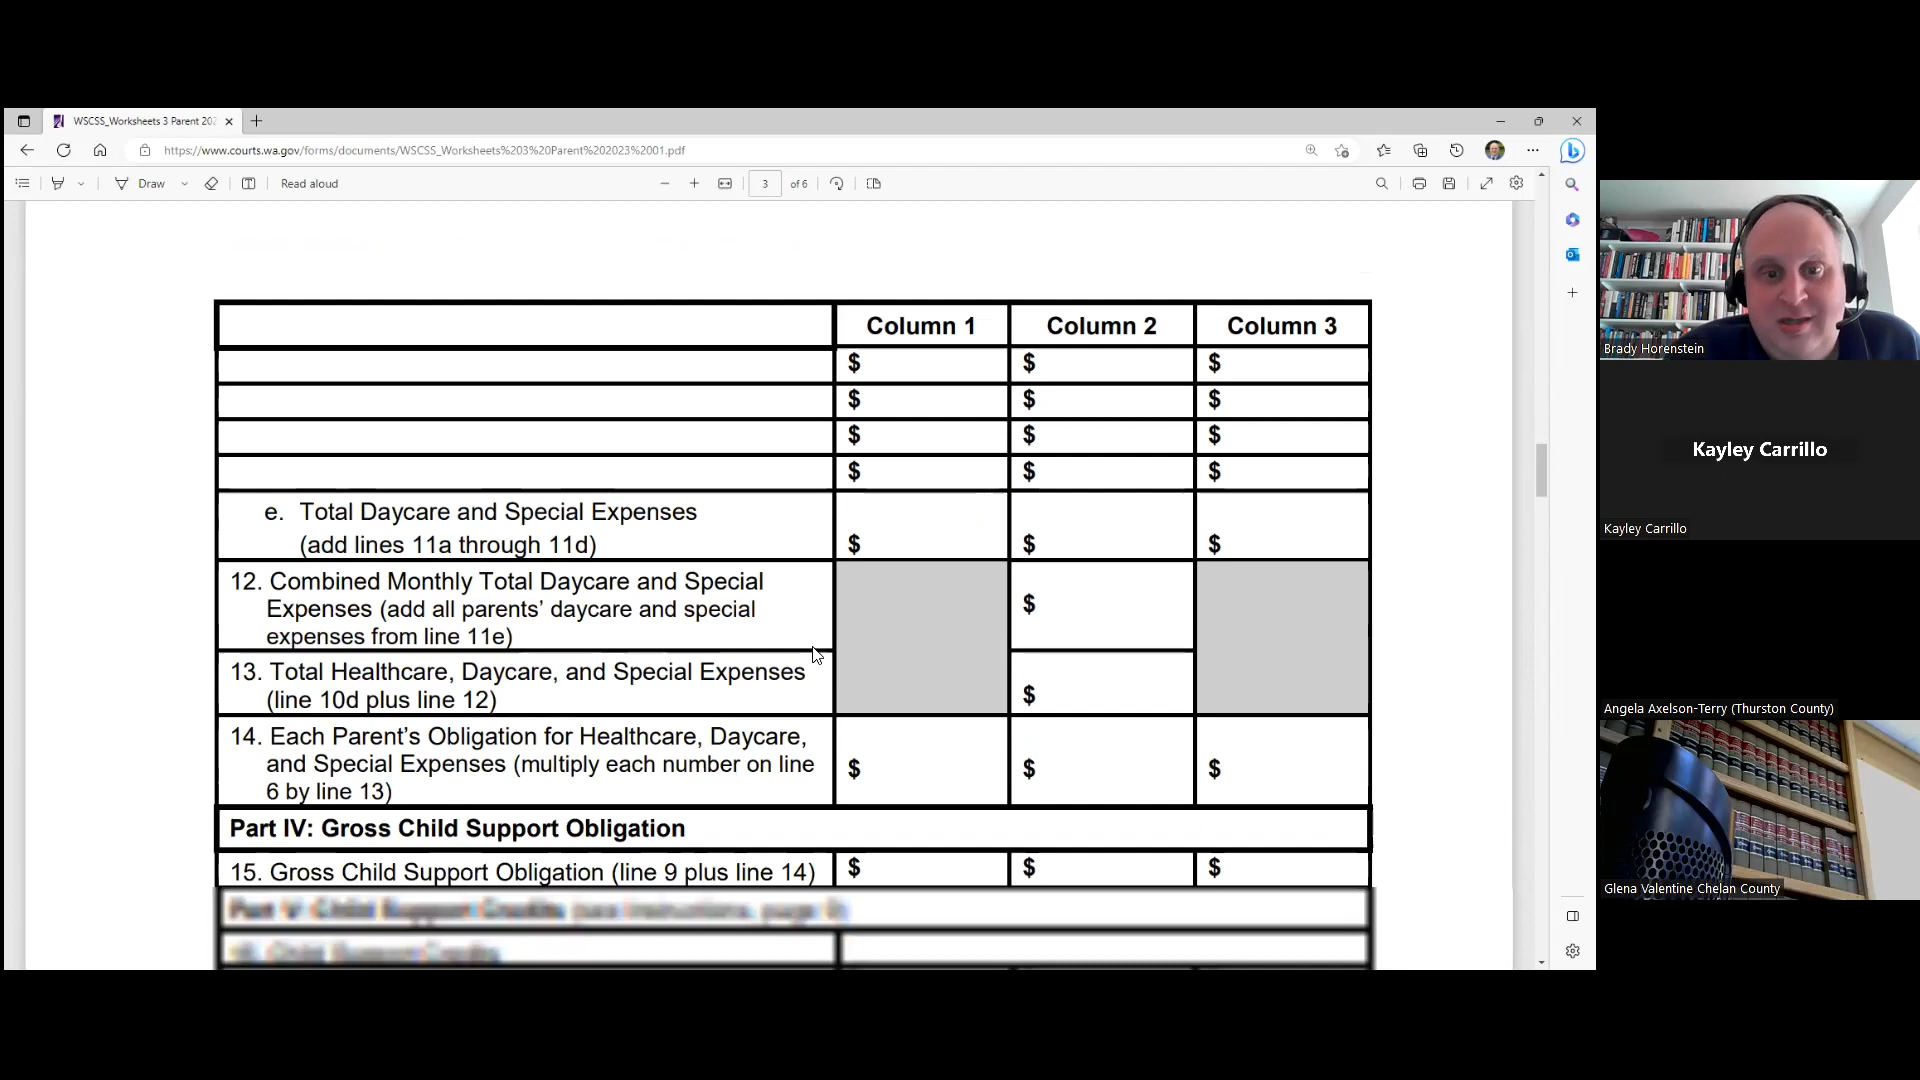 WSCSS_Worksheets 3 Parent 202
https://www.courts.wa.gov/forms/documents/WSCSS_Worksheets%203%20Parent%202023%2001.pdf
Draw
Read aloud
3
of 6
Column 1
Column 2
Column 3
$
$
$
$
$
$
$
$
$
$
$
$
e. Total Daycare and Special Expenses
(add lines 11a through 11d)
$
$
$
12. Combined Monthly Total Daycare and Special
Expenses (add all parents’ daycare and special
expenses from line 11e)
$
13. Total Healthcare, Daycare, and Special Expenses
(line 10d plus line 12)
$
14. Each Parent’s Obligation for Healthcare, Daycare,
and Special Expenses (multiply each number on line
6 by line 13)
$
$
$
Part IV: Gross Child Support Obligation
15. Gross Child Support Obligation (line 9 plus line 14)
$
$
$
Part V: Child Support Credits
Brady Horenstein
Kayley Carrillo
Kayley Carrillo
Angela Axelson-Terry (Thurston County)
Glena Valentine Chelan County